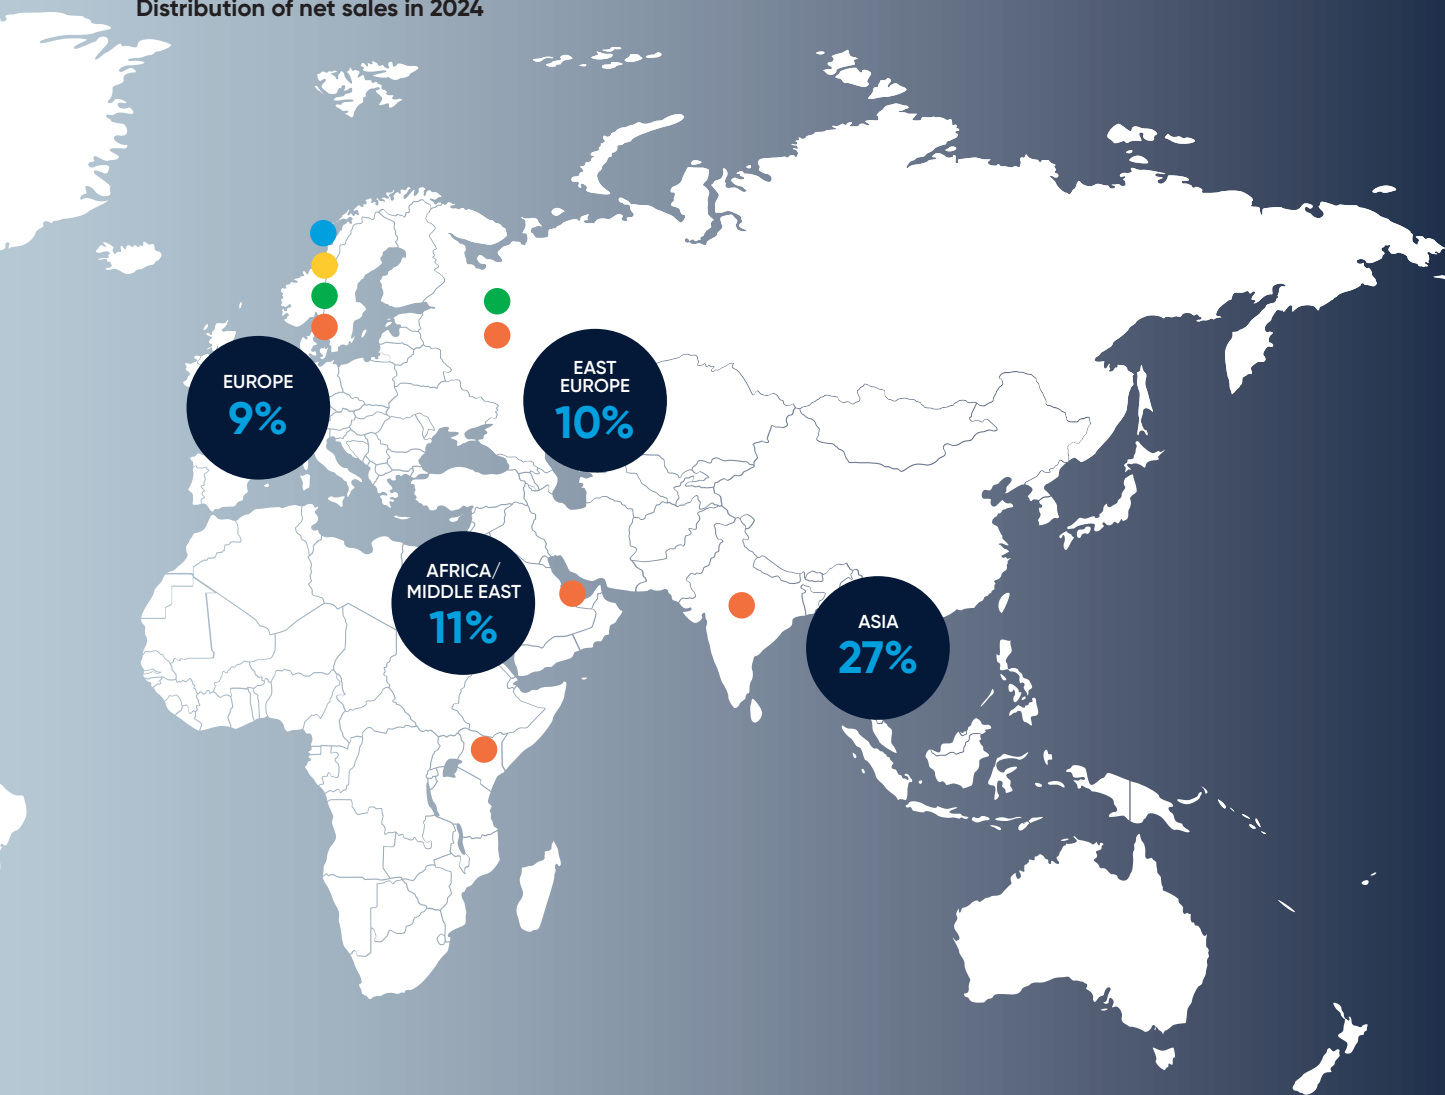 Distribution of net sales in 2024
EUROPE
9%
EAST
EUROPE
10%
AFRICA/
MIDDLE EAST
11%
ASIA
27%